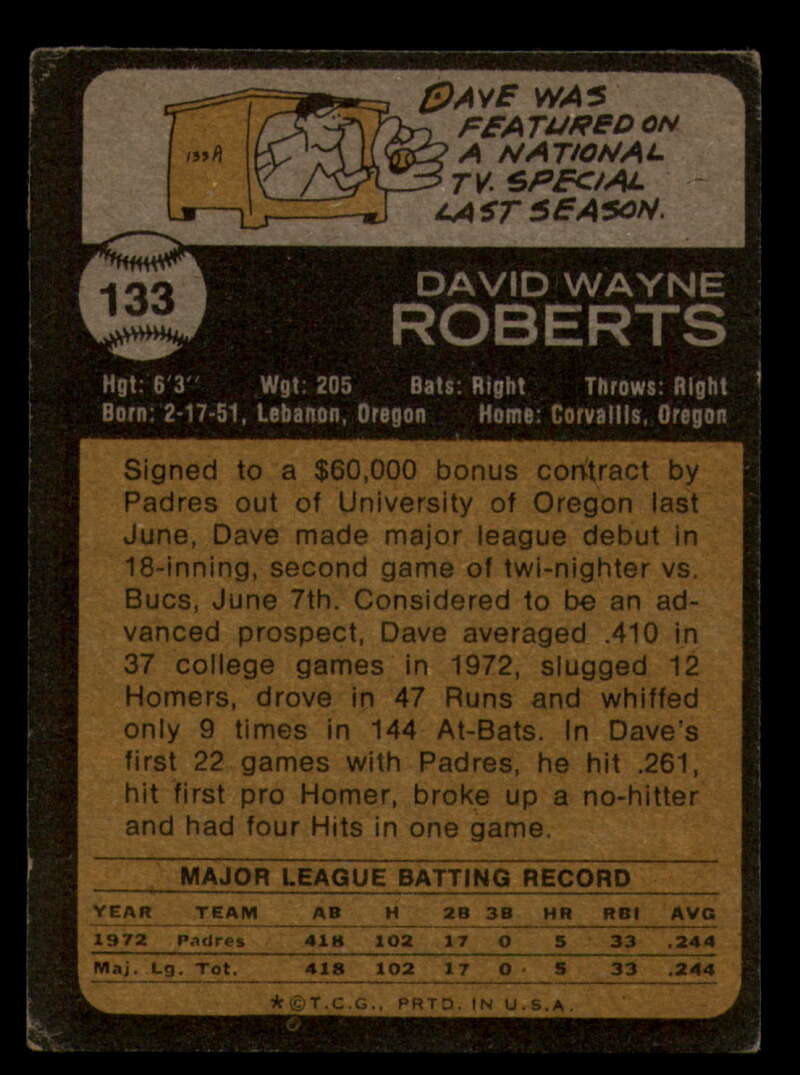 DAVE WAS
FEATURED ON
A NATIONAL
TV. SPECIAL
LAST SEASON.
133A
133
DAVID WAYNE
ROBERTS
Hgt: 6'3" Wgt: 205 Bats: Right Throws: Right
Born: 2-17-51, Lebanon, Oregon Home: Corvallis, Oregon
Signed to a $60,000 bonus contract by
Padres out of University of Oregon last
June, Dave made major league debut in
18-inning, second game of twi-nighter vs.
Bucs, June 7th. Considered to be an ad-
vanced prospect, Dave averaged .410 in
37 college games in 1972, slugged 12
Homers, drove in 47 Runs and whiffed
only 9 times in 144 At-Bats. In Dave's
first 22 games with Padres, he hit .261,
hit first pro Homer, broke up a no-hitter
and had four Hits in one game.
MAJOR LEAGUE BATTING RECORD
YEAR TEAM AB H 2B 3B HR RBI AVG
1972 Padres 418 102 17 0 5 33 .244
Maj. Lg. Tot. 418 102 17 0 5 33 .244
*©T.C.G., PRTD. IN U.S.A.